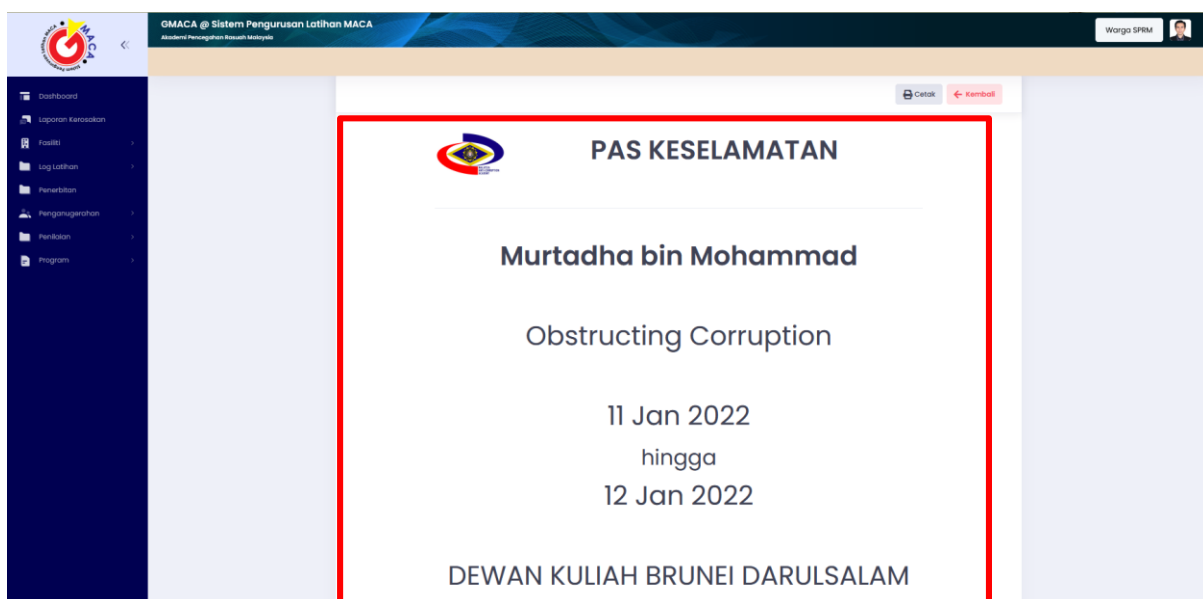 GMACA @ Sistem Pengurusan Latihan MACA
Akademi Pencegahan Rasuah Malaysia
Warga SPRM
Dashboard
Laporan Kerosakan
Fasiliti
Log Latihan
Penerbitan
Penganugerahan
Penilaian
Program
Cetak
Kembali
PAS KESELAMATAN
Murtadha bin Mohammad
Obstructing Corruption
11 Jan 2022
hingga
12 Jan 2022
DEWAN KULIAH BRUNEI DARULSALAM